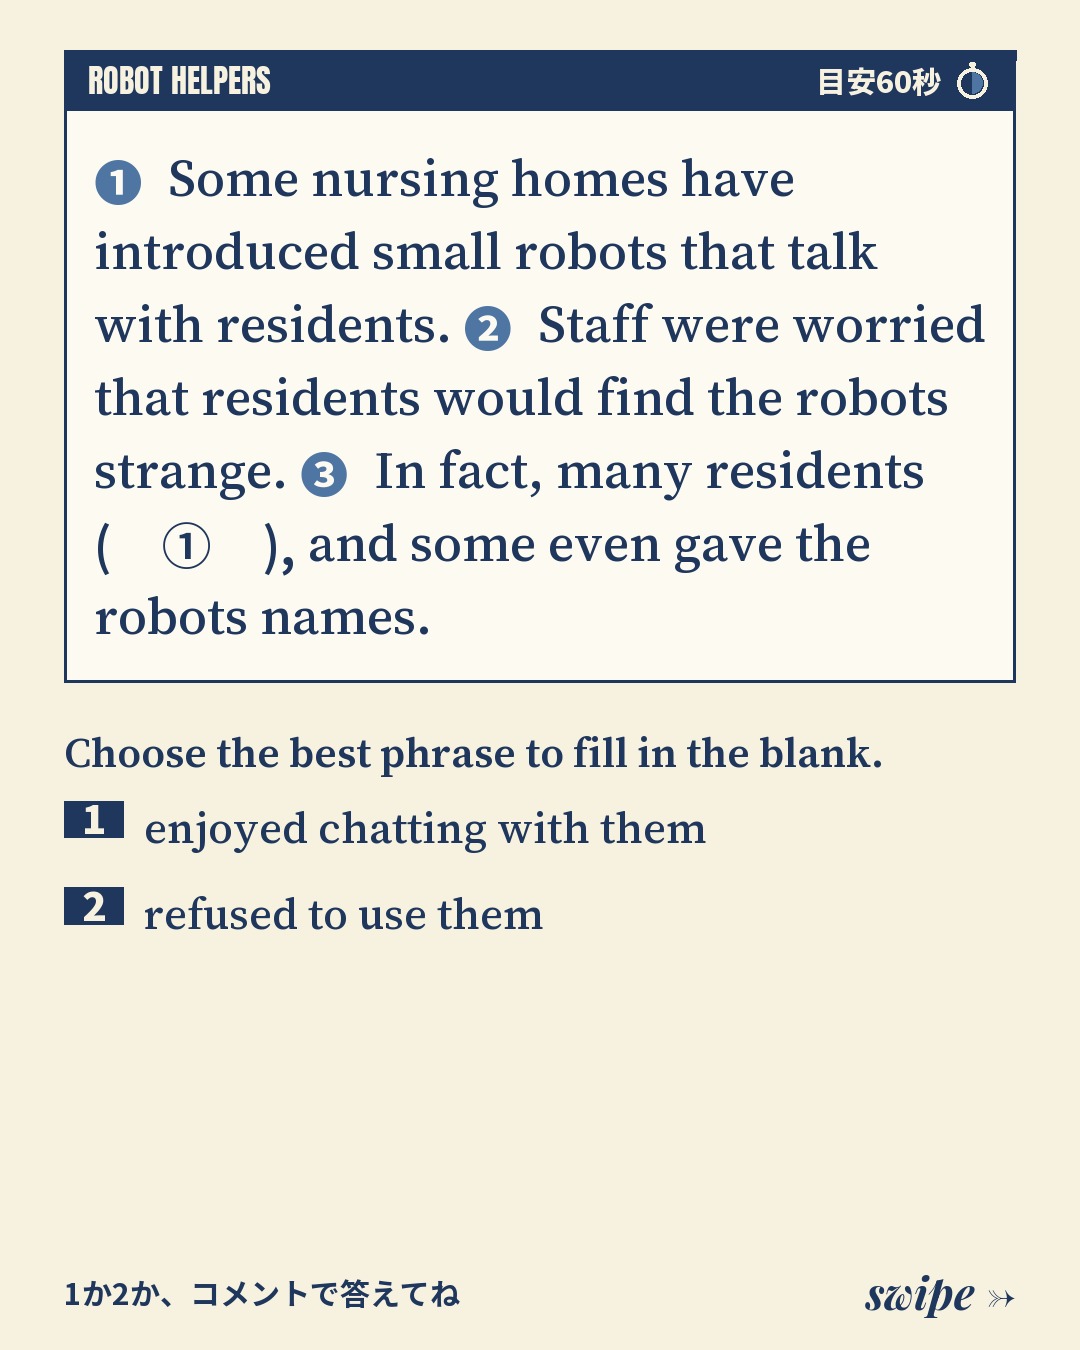 ROBOT HELPERS 目安60秒
❶ Some nursing homes have
introduced small robots that talk
with residents. ❷ Staff were worried
that residents would find the robots
strange. ❸ In fact, many residents
( ① ), and some even gave the
robots names.
Choose the best phrase to fill in the blank.
1 enjoyed chatting with them
2 refused to use them
1か2か、コメントで答えてね swipe